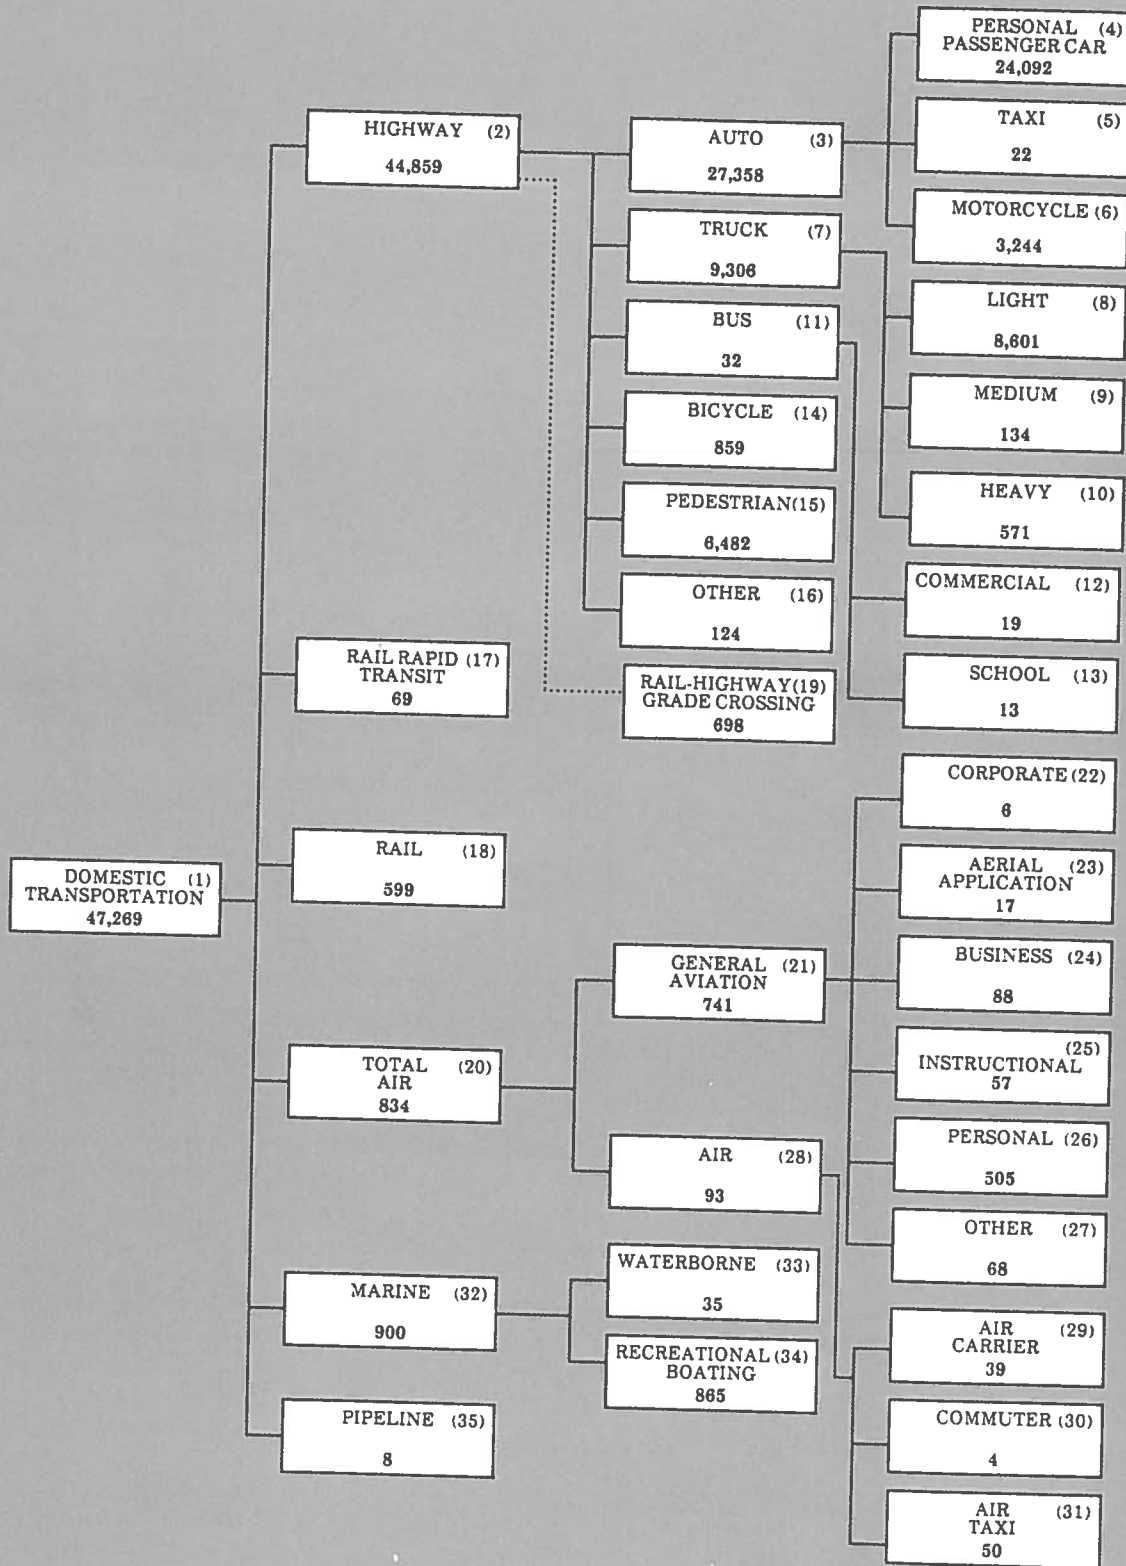 PERSONAL (4)
PASSENGER CAR
24,092
TAXI (5)
22
MOTORCYCLE (6)
3,244
HIGHWAY (2)
44,859
AUTO (3)
27,358
TRUCK (7)
9,306
LIGHT (8)
8,601
BUS (11)
32
MEDIUM (9)
134
BICYCLE (14)
859
HEAVY (10)
571
PEDESTRIAN (15)
6,482
COMMERCIAL (12)
19
OTHER (16)
124
SCHOOL (13)
13
RAIL RAPID (17)
TRANSIT
69
RAIL-HIGHWAY (19)
GRADE CROSSING
698
CORPORATE (22)
6
RAIL (18)
599
AERIAL (23)
APPLICATION
17
DOMESTIC (1)
TRANSPORTATION
47,269
GENERAL (21)
AVIATION
741
BUSINESS (24)
88
TOTAL (20)
AIR
834
(25)
INSTRUCTIONAL
57
AIR (28)
93
PERSONAL (26)
505
OTHER (27)
68
MARINE (32)
900
WATERBORNE (33)
35
RECREATIONAL (34)
BOATING
865
AIR (29)
CARRIER
39
PIPELINE (35)
8
COMMUTER (30)
4
AIR (31)
TAXI
50